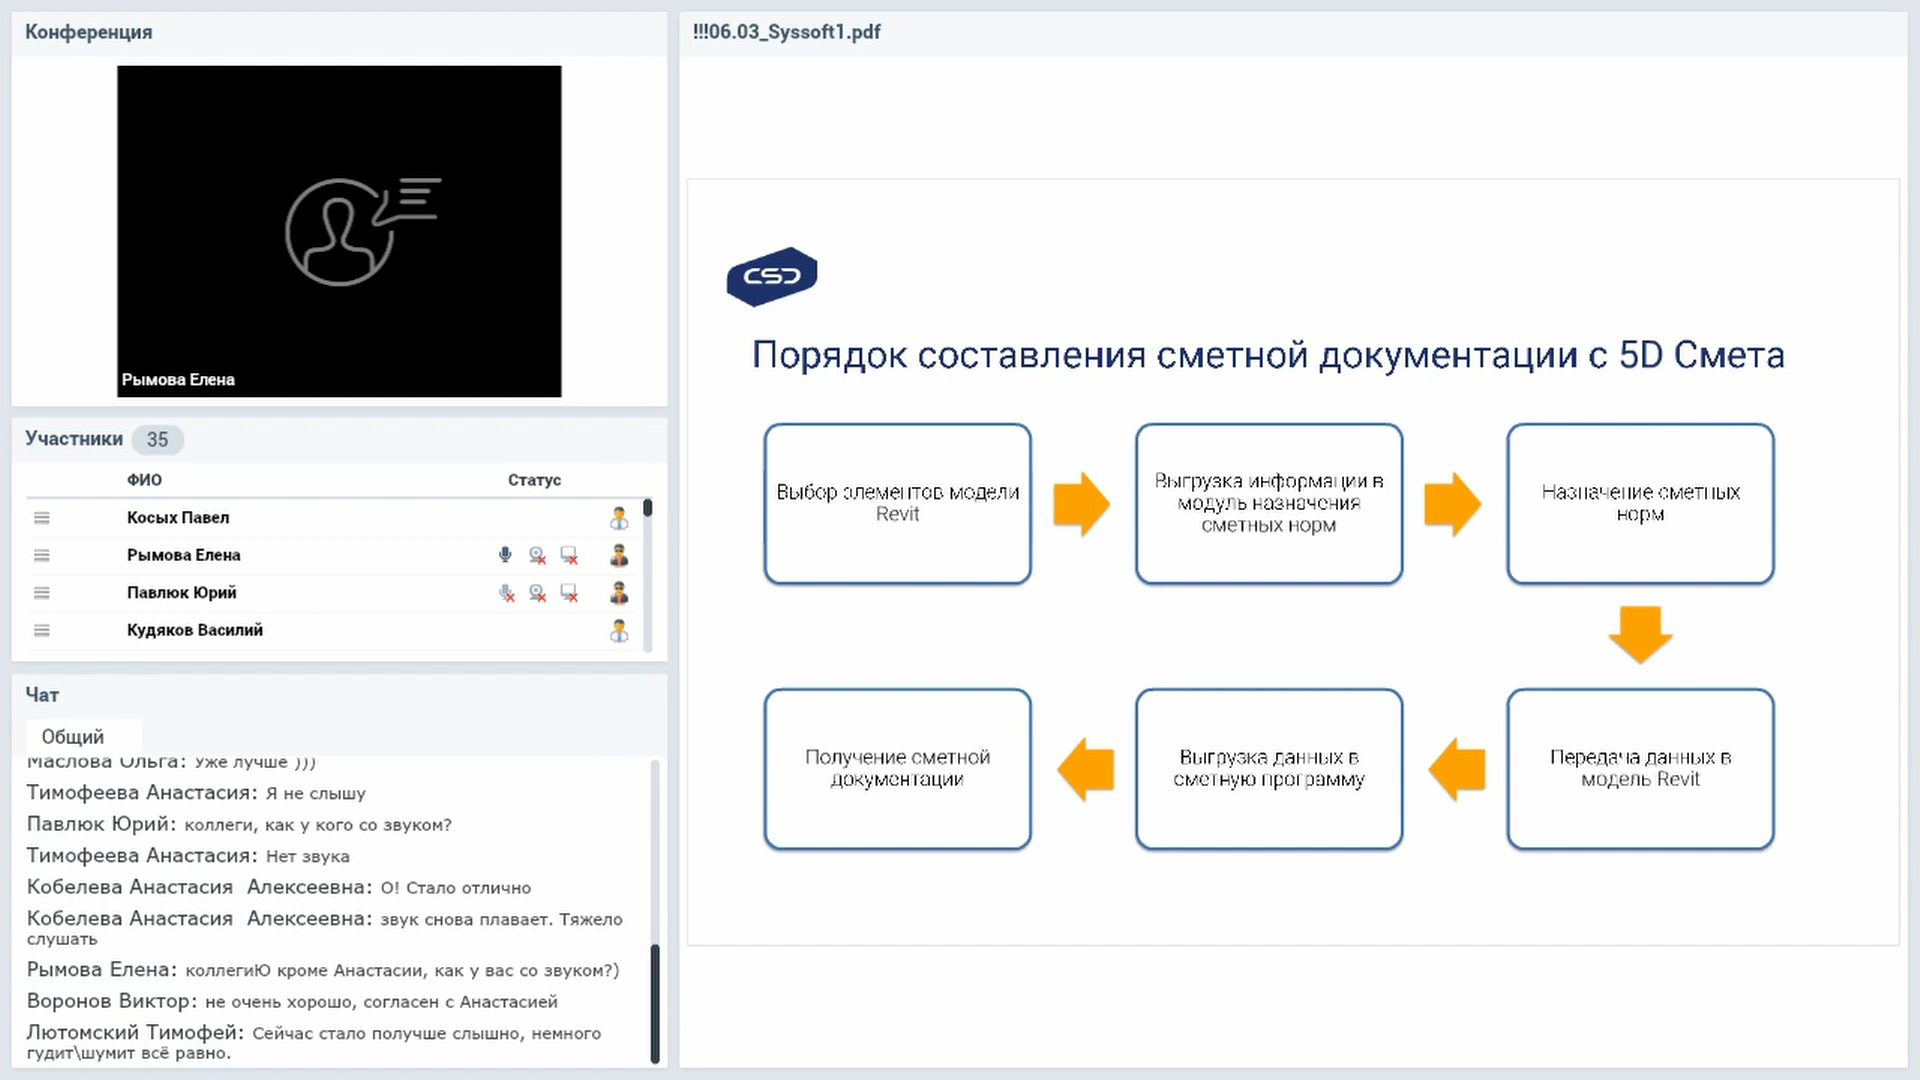 Конференция
Рымова Елена
Участники 35
ФИО Статус
Косых Павел
Рымова Елена
Павлюк Юрий
Кудяков Василий
Чат
Общий
Маслова Ольга: Уже лучше )))
Тимофеева Анастасия: Я не слышу
Павлюк Юрий: коллеги, как у кого со звуком?
Тимофеева Анастасия: Нет звука
Кобелева Анастасия Алексеевна: О! Стало отлично
Кобелева Анастасия Алексеевна: звук снова плавает. Тяжело
слушать
Рымова Елена: коллегиЮ кроме Анастасии, как у вас со звуком?)
Воронов Виктор: не очень хорошо, согласен с Анастасией
Лютомский Тимофей: Сейчас стало получше слышно, немного
гудит\шумит всё равно.
!!!06.03_Syssoft1.pdf
CSD
Порядок составления сметной документации с 5D Смета
Выбор элементов модели
Revit
Выгрузка информации в
модуль назначения
сметных норм
Назначение сметных
норм
Передача данных в
модель Revit
Выгрузка данных в
сметную программу
Получение сметной
документации